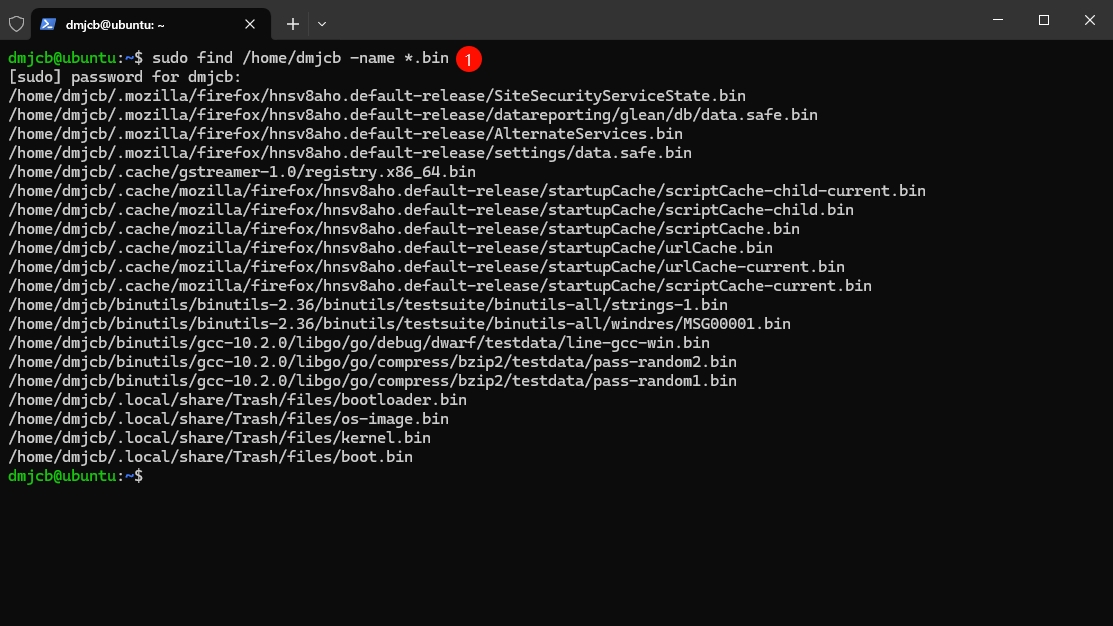 dmjcb@ubuntu: ~
dmjcb@ubuntu:~$ sudo find /home/dmjcb -name *.bin 1
[sudo] password for dmjcb:
/home/dmjcb/.mozilla/firefox/hnsv8aho.default-release/SiteSecurityServiceState.bin
/home/dmjcb/.mozilla/firefox/hnsv8aho.default-release/datareporting/glean/db/data.safe.bin
/home/dmjcb/.mozilla/firefox/hnsv8aho.default-release/AlternateServices.bin
/home/dmjcb/.mozilla/firefox/hnsv8aho.default-release/settings/data.safe.bin
/home/dmjcb/.cache/gstreamer-1.0/registry.x86_64.bin
/home/dmjcb/.cache/mozilla/firefox/hnsv8aho.default-release/startupCache/scriptCache-child-current.bin
/home/dmjcb/.cache/mozilla/firefox/hnsv8aho.default-release/startupCache/scriptCache-child.bin
/home/dmjcb/.cache/mozilla/firefox/hnsv8aho.default-release/startupCache/scriptCache.bin
/home/dmjcb/.cache/mozilla/firefox/hnsv8aho.default-release/startupCache/urlCache.bin
/home/dmjcb/.cache/mozilla/firefox/hnsv8aho.default-release/startupCache/urlCache-current.bin
/home/dmjcb/.cache/mozilla/firefox/hnsv8aho.default-release/startupCache/scriptCache-current.bin
/home/dmjcb/binutils/binutils-2.36/binutils/testsuite/binutils-all/strings-1.bin
/home/dmjcb/binutils/binutils-2.36/binutils/testsuite/binutils-all/windres/MSG00001.bin
/home/dmjcb/binutils/gcc-10.2.0/libgo/go/debug/dwarf/testdata/line-gcc-win.bin
/home/dmjcb/binutils/gcc-10.2.0/libgo/go/compress/bzip2/testdata/pass-random2.bin
/home/dmjcb/binutils/gcc-10.2.0/libgo/go/compress/bzip2/testdata/pass-random1.bin
/home/dmjcb/.local/share/Trash/files/bootloader.bin
/home/dmjcb/.local/share/Trash/files/os-image.bin
/home/dmjcb/.local/share/Trash/files/kernel.bin
/home/dmjcb/.local/share/Trash/files/boot.bin
dmjcb@ubuntu:~$